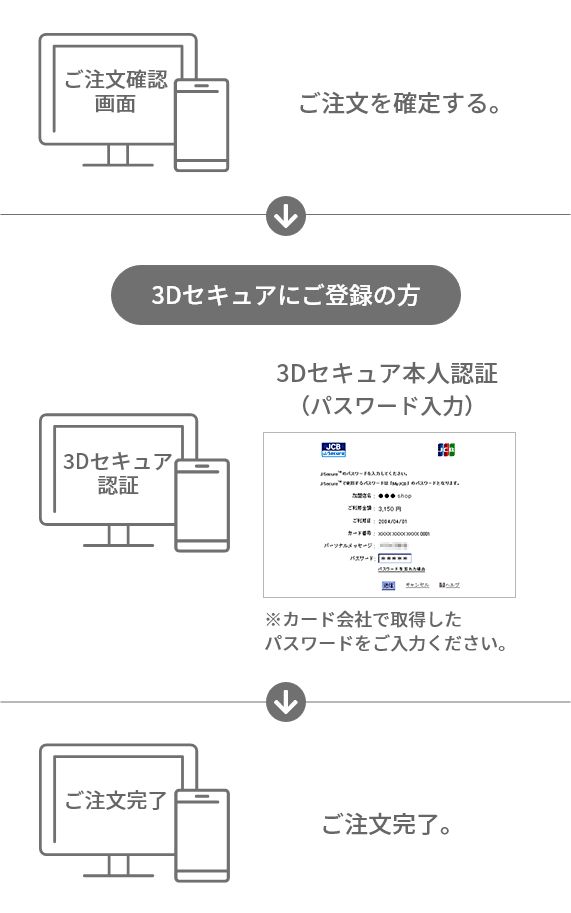 ご注文確認
画面
ご注文を確定する。
3Dセキュアにご登録の方
3Dセキュア本人認証
（パスワード入力）
3Dセキュア
認証
JCB
J/Secure
JCB
J/Secure™のパスワードを入力してください。
J/Secure™で使用するパスワードは「MyJCB」のパスワードとなります。
加盟店名： ●●● shop
ご利用金額： 3,150 円
ご利用日： 2004/04/01
カード番号： XXXX XXXX XXXX 0001
パーソナルメッセージ：
パスワード： *****
パスワードを忘れた場合
送信 キャンセル ヘルプ
※カード会社で取得した
パスワードをご入力ください。
ご注文完了
ご注文完了。